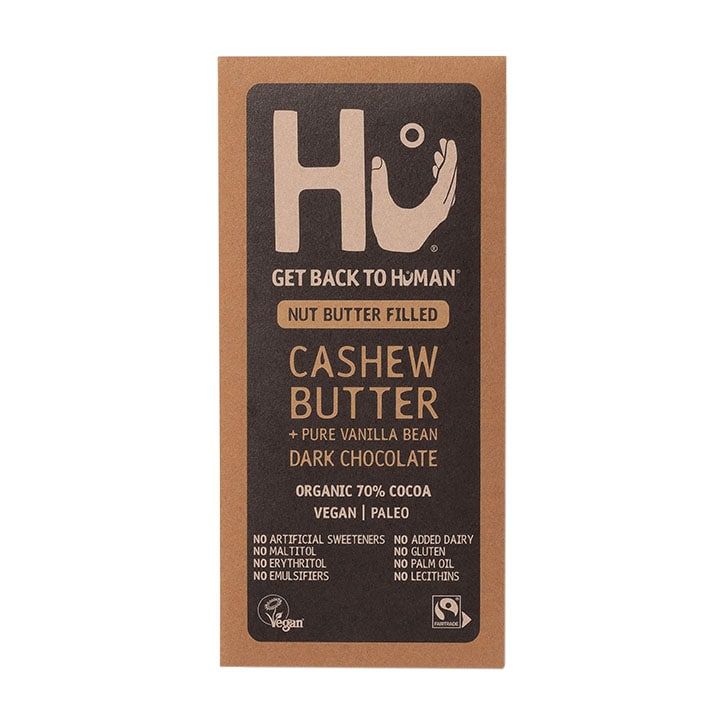 Hu
®
GET BACK TO HUMAN®
NUT BUTTER FILLED
CASHEW
BUTTER
+ PURE VANILLA BEAN
DARK CHOCOLATE
ORGANIC 70% COCOA
VEGAN | PALEO
NO ARTIFICIAL SWEETENERS
NO MALTITOL
NO ERYTHRITOL
NO EMULSIFIERS
NO ADDED DAIRY
NO GLUTEN
NO PALM OIL
NO LECITHINS
Vegan
FAIRTRADE